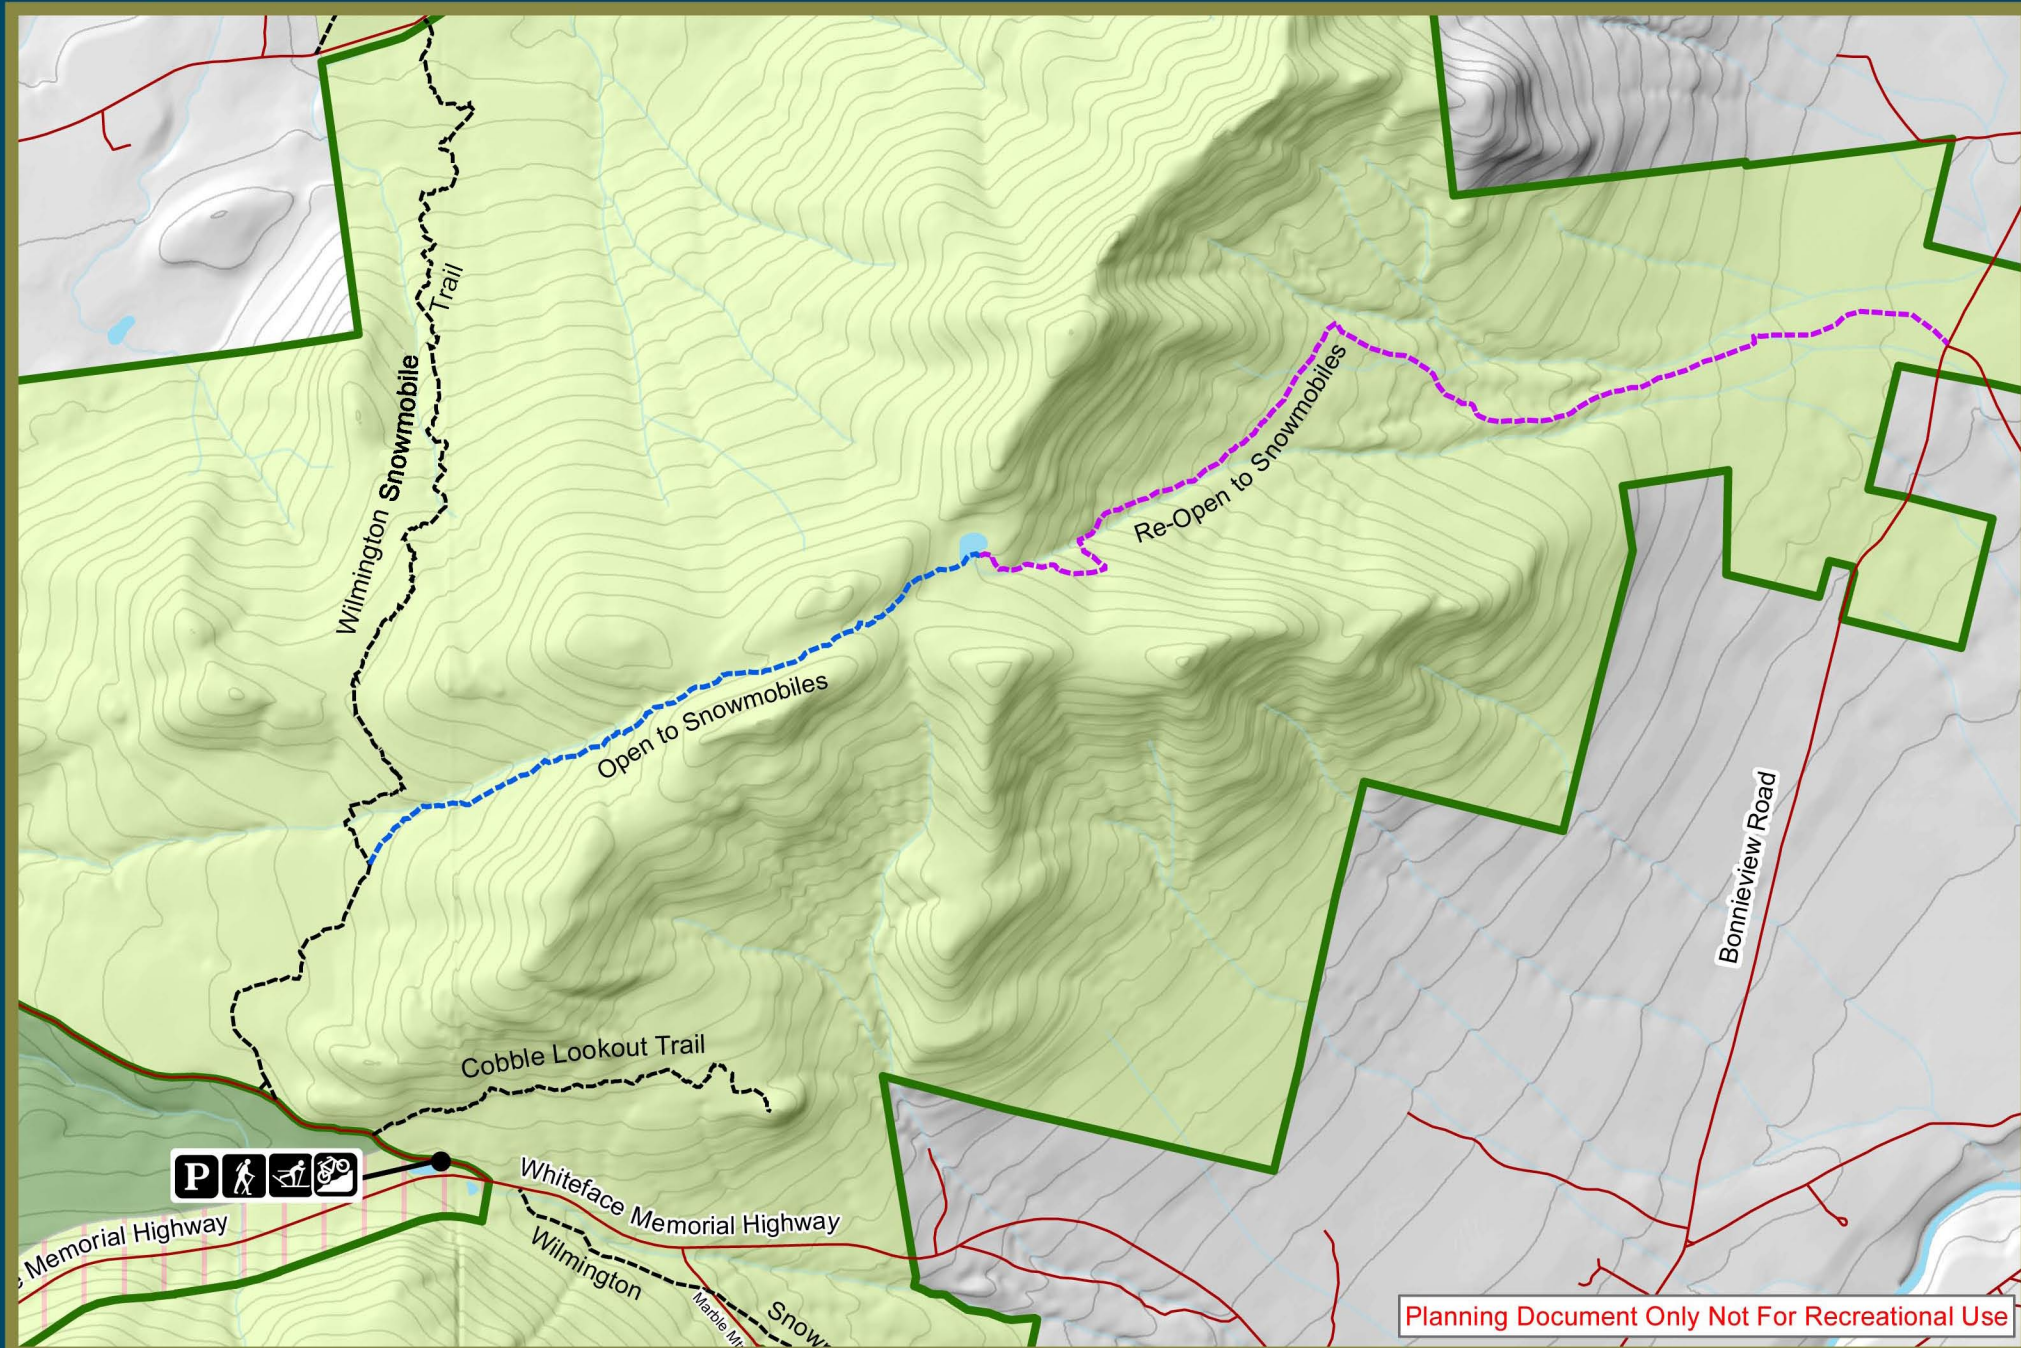 Trail
Wilmington Snowmobile
Re-Open to Snowmobiles
Open to Snowmobiles
Bonnieview Road
Cobble Lookout Trail
P
Whiteface Memorial Highway
Memorial Highway
Wilmington
Marble
Planning Document Only Not For Recreational Use